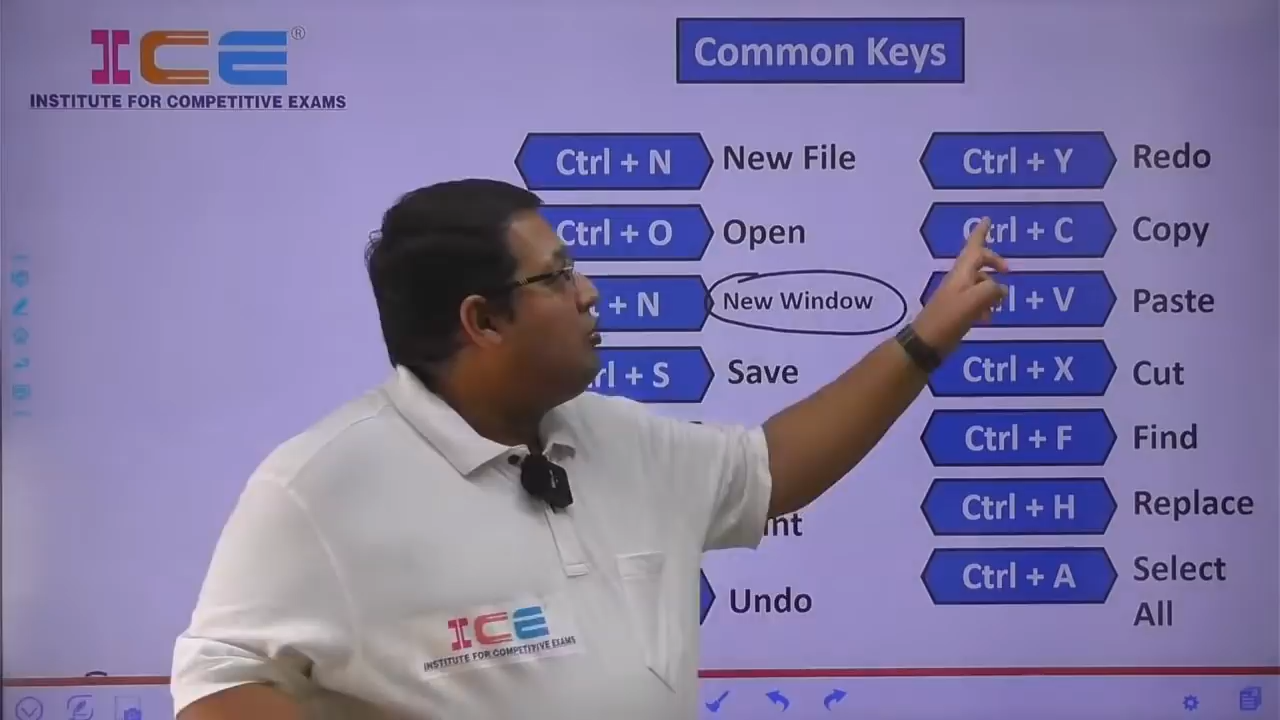 ICE®
INSTITUTE FOR COMPETITIVE EXAMS
Common Keys
Ctrl + N New File
Ctrl + O Open
+ N New Window
+ S Save
Undo
Ctrl + Y Redo
Ctrl + C Copy
+ V Paste
Ctrl + X Cut
Ctrl + F Find
Ctrl + H Replace
Ctrl + A Select
All
ICE
INSTITUTE FOR COMPETITIVE EXAMS